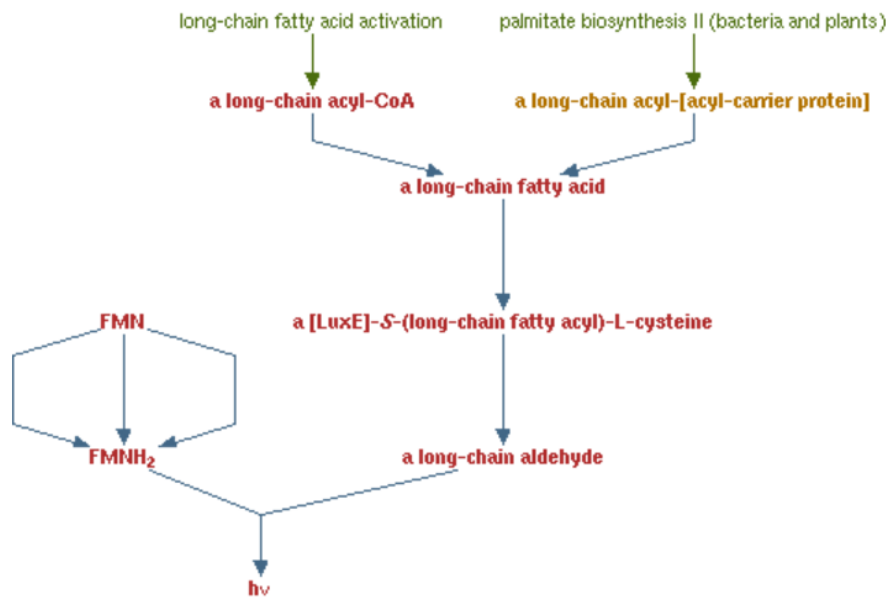 long-chain fatty acid activation
palmitate biosynthesis II (bacteria and plants)
a long-chain acyl-CoA
a long-chain acyl-[acyl-carrier protein]
a long-chain fatty acid
FMN
a [LuxE]-S-(long-chain fatty acyl)-L-cysteine
FMNH₂
a long-chain aldehyde
hν